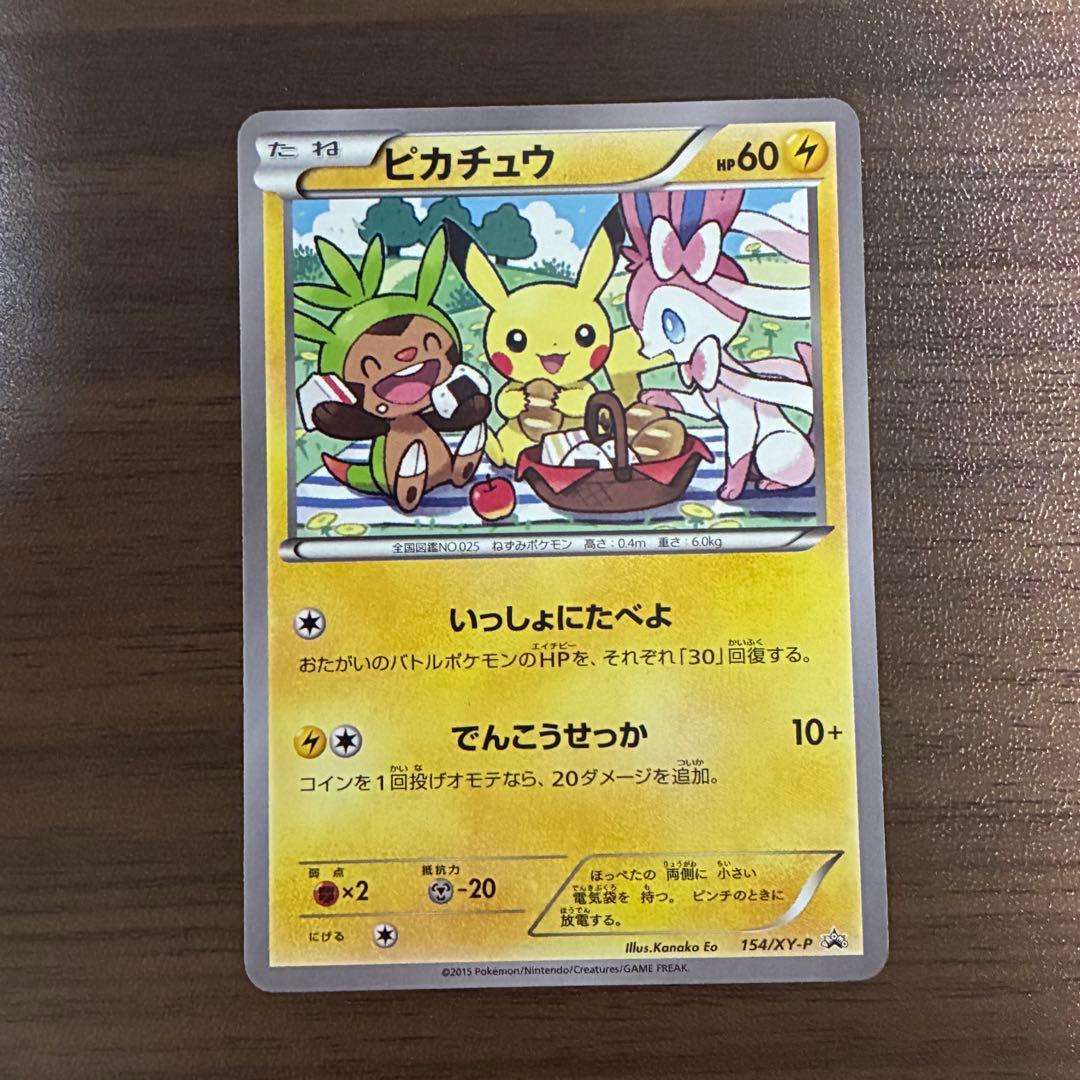 たね ピカチュウ HP60
全国図鑑NO.025 ねずみポケモン 高さ：0.4m 重さ：6.0kg
いっしょにたべよ
おたがいのバトルポケモンのHPを、それぞれ「30」回復する。
でんこうせっか 10+
コインを1回投げオモテなら、20ダメージを追加。
弱点 抵抗力
×2 -20
にげる
ほっぺたの 両側に 小さい
電気袋を 持つ。 ピンチのときに
放電する。
Illus.Kanako Eo 154/XY-P
©2015 Pokémon/Nintendo/Creatures/GAME FREAK.